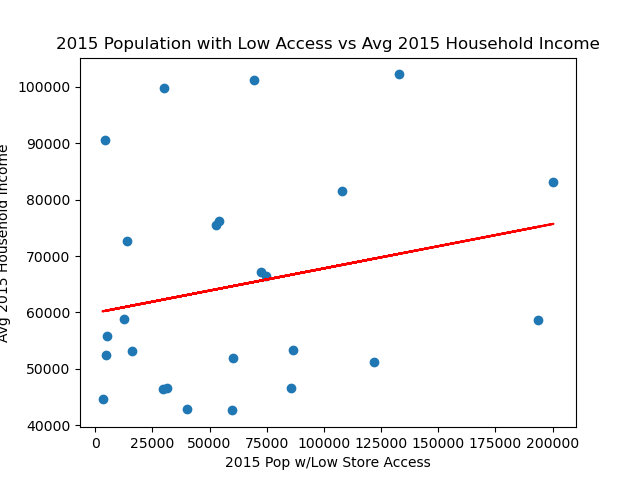 2015 Population with Low Access vs Avg 2015 Household Income
100000
90000
80000
70000
60000
50000
40000
Avg 2015 Household Income
0 25000 50000 75000 100000 125000 150000 175000 200000
2015 Pop w/Low Store Access